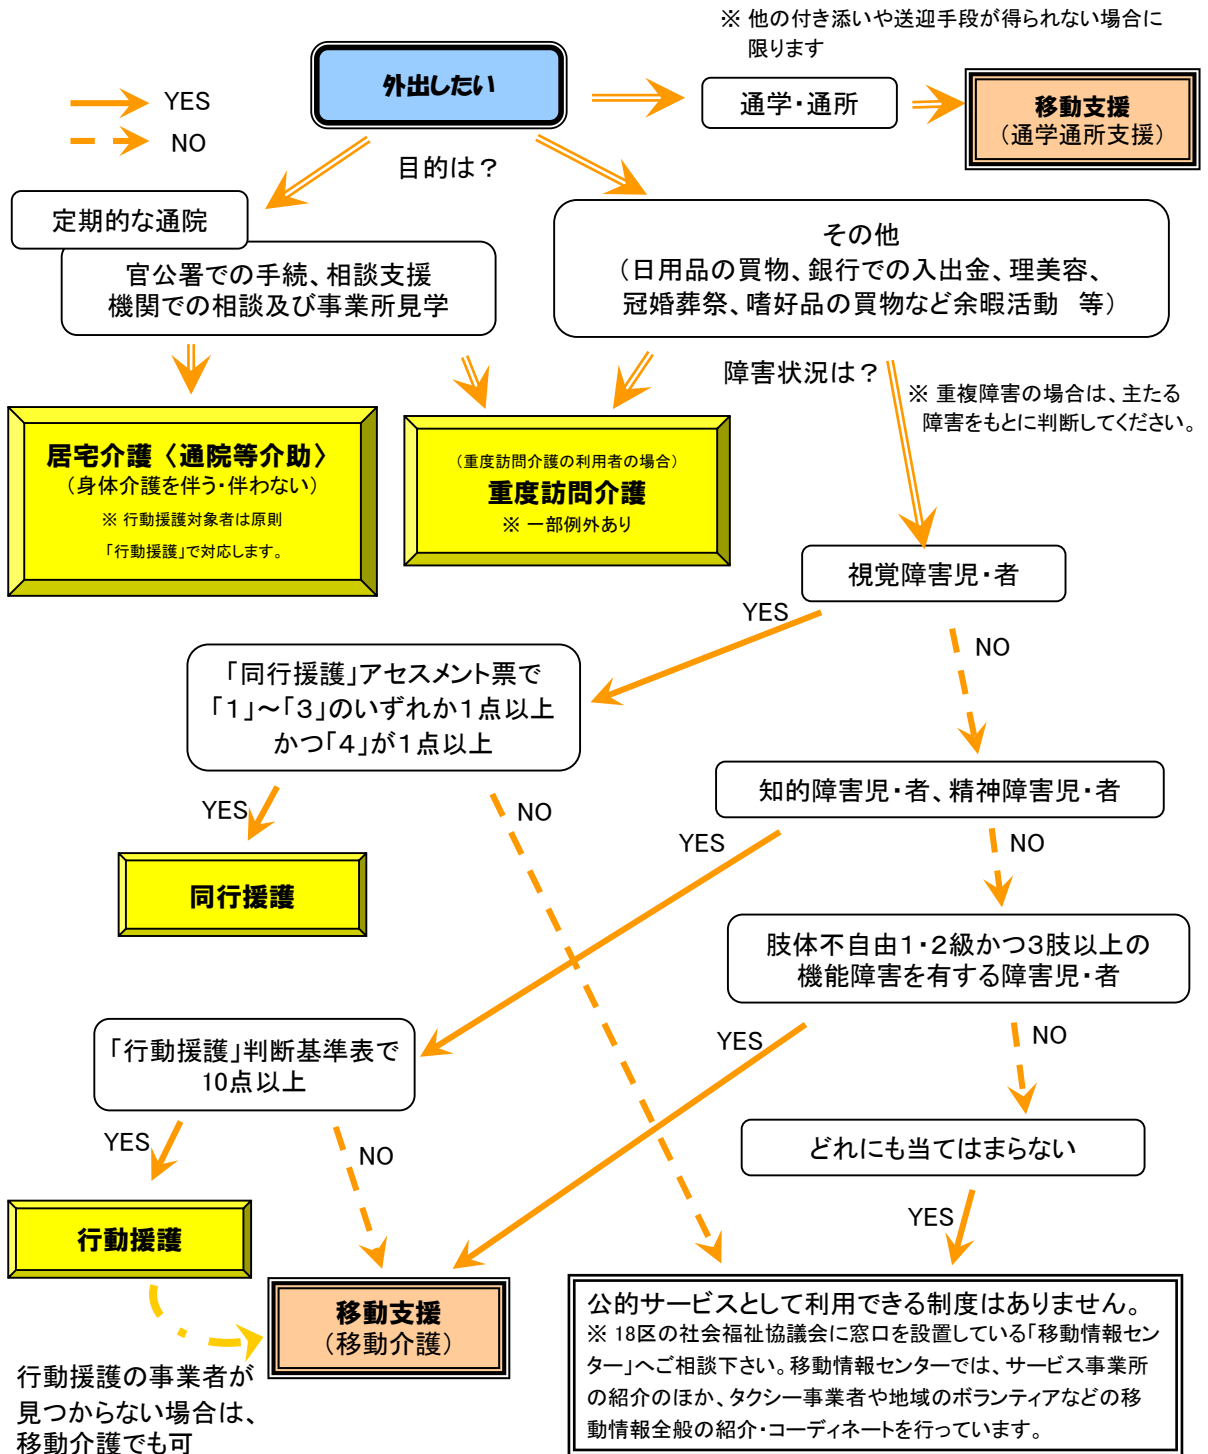 ※ 他の付き添いや送迎手段が得られない場合に
限ります
外出したい
YES
NO
通学・通所
移動支援
（通学通所支援）
目的は？
定期的な通院
官公署での手続、相談支援
機関での相談及び事業所見学
その他
（日用品の買物、銀行での入出金、理美容、
冠婚葬祭、嗜好品の買物など余暇活動　等）
障害状況は？
※ 重複障害の場合は、主たる
障害をもとに判断してください。
居宅介護〈通院等介助〉
（身体介護を伴う・伴わない）
※ 行動援護対象者は原則
「行動援護」で対応します。
（重度訪問介護の利用者の場合）
重度訪問介護
※ 一部例外あり
視覚障害児・者
YES
NO
「同行援護」アセスメント票で
「１」～「３」のいずれか１点以上
かつ「４」が１点以上
知的障害児・者、精神障害児・者
YES
NO
YES
NO
同行援護
肢体不自由１・２級かつ３肢以上の
機能障害を有する障害児・者
「行動援護」判断基準表で
10点以上
YES
NO
どれにも当てはまらない
YES
NO
YES
行動援護
移動支援
（移動介護）
公的サービスとして利用できる制度はありません。
※ 18区の社会福祉協議会に窓口を設置している「移動情報セン
ター」へご相談下さい。移動情報センターでは、サービス事業所
の紹介のほか、タクシー事業者や地域のボランティアなどの移
動情報全般の紹介・コーディネートを行っています。
行動援護の事業者が
見つからない場合は、
移動介護でも可